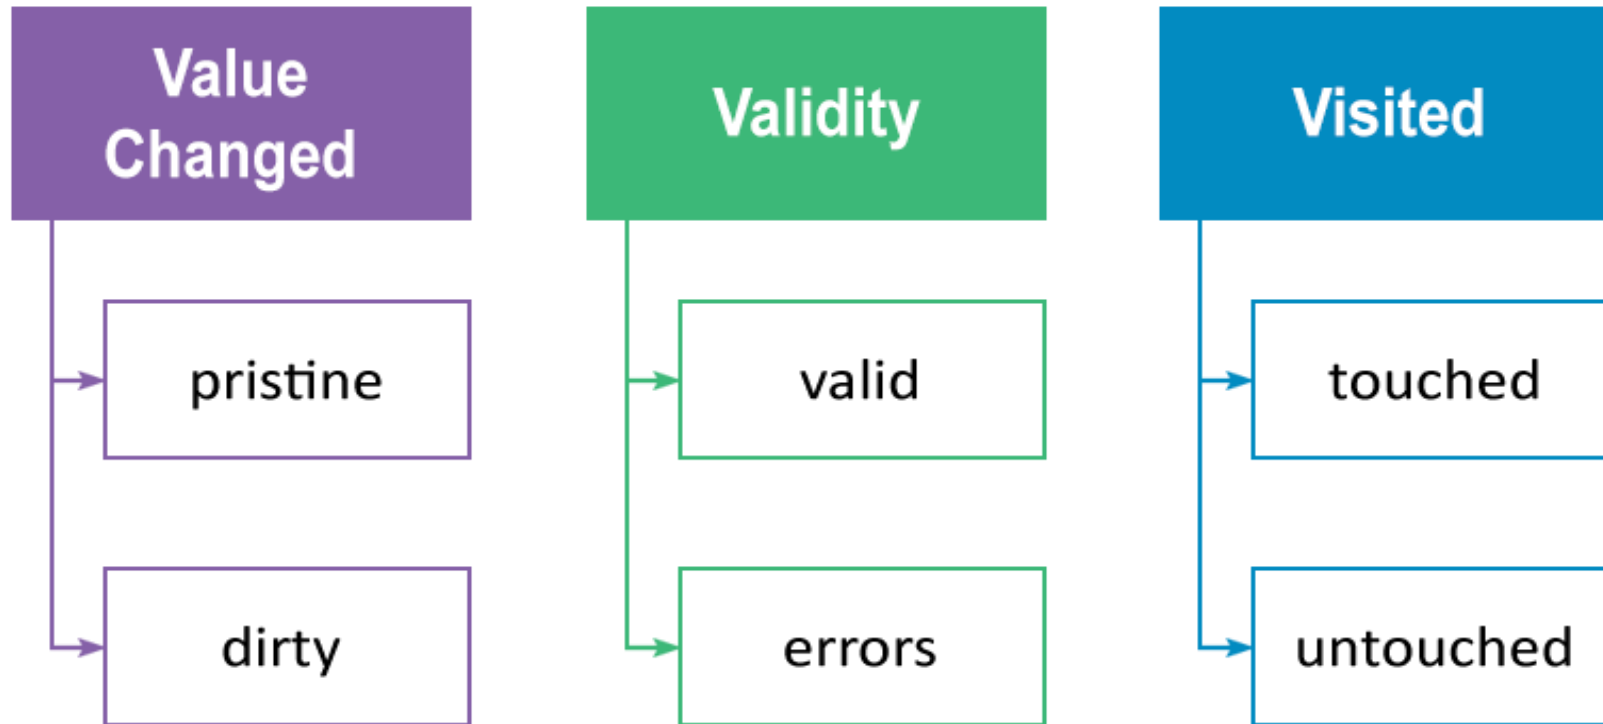 Value
Changed
pristine
dirty
Validity
valid
errors
Visited
touched
untouched